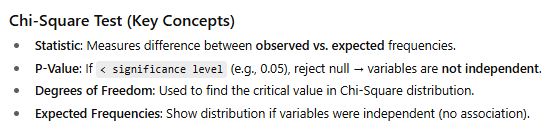 Chi-Square Test (Key Concepts)
• Statistic: Measures difference between observed vs. expected frequencies.
• P-Value: If < significance level (e.g., 0.05), reject null → variables are not independent.
• Degrees of Freedom: Used to find the critical value in Chi-Square distribution.
• Expected Frequencies: Show distribution if variables were independent (no association).